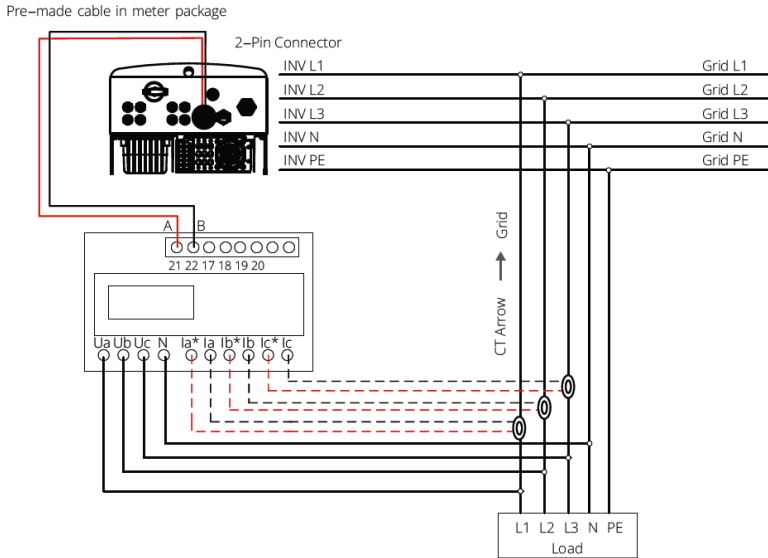 Pre-made cable in meter package
2-Pin Connector
INV L1
Grid L1
INV L2
Grid L2
INV L3
Grid L3
INV N
Grid N
INV PE
Grid PE
A B
21 22 17 18 19 20
Ua Ub Uc N Ia* Ia Ib* Ib Ic* Ic
CT Arrow → Grid
L1 L2 L3 N PE
Load